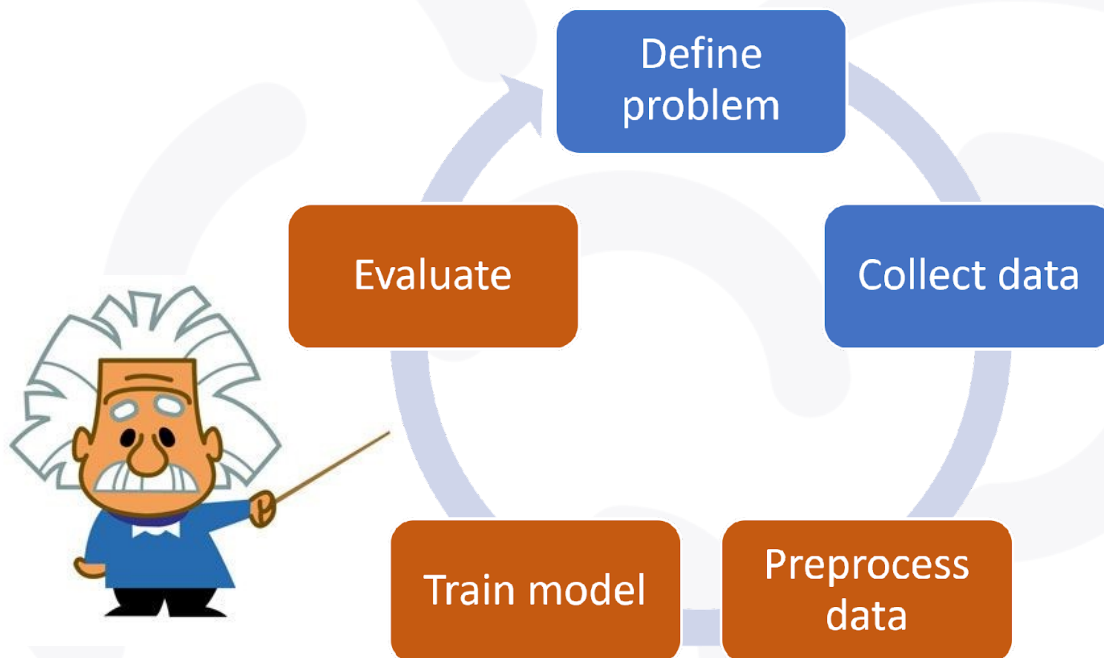 Define
problem
Collect data
Preprocess
data
Train model
Evaluate